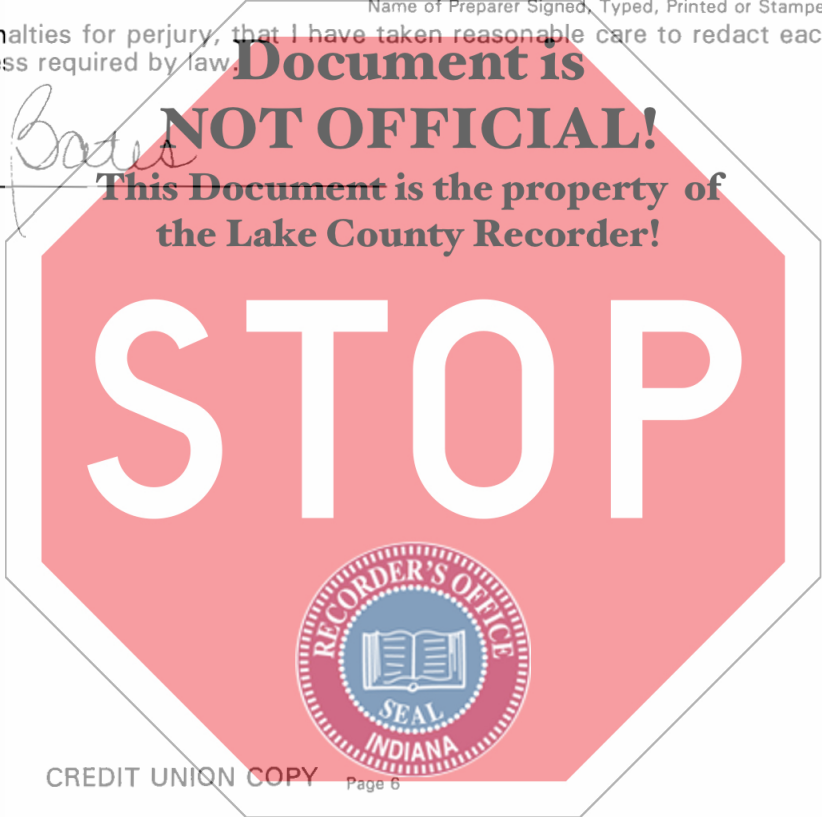 Name of Preparer Signed, Typed, Printed or Stampe
nalties for perjury, that I have taken reasonable care to redact eac
ss required by law.
Document is
NOT OFFICIAL!
Bates
This Document is the property of
the Lake County Recorder!
STOP
RECORDER'S OFFICE
SEAL
INDIANA
CREDIT UNION COPY Page 6